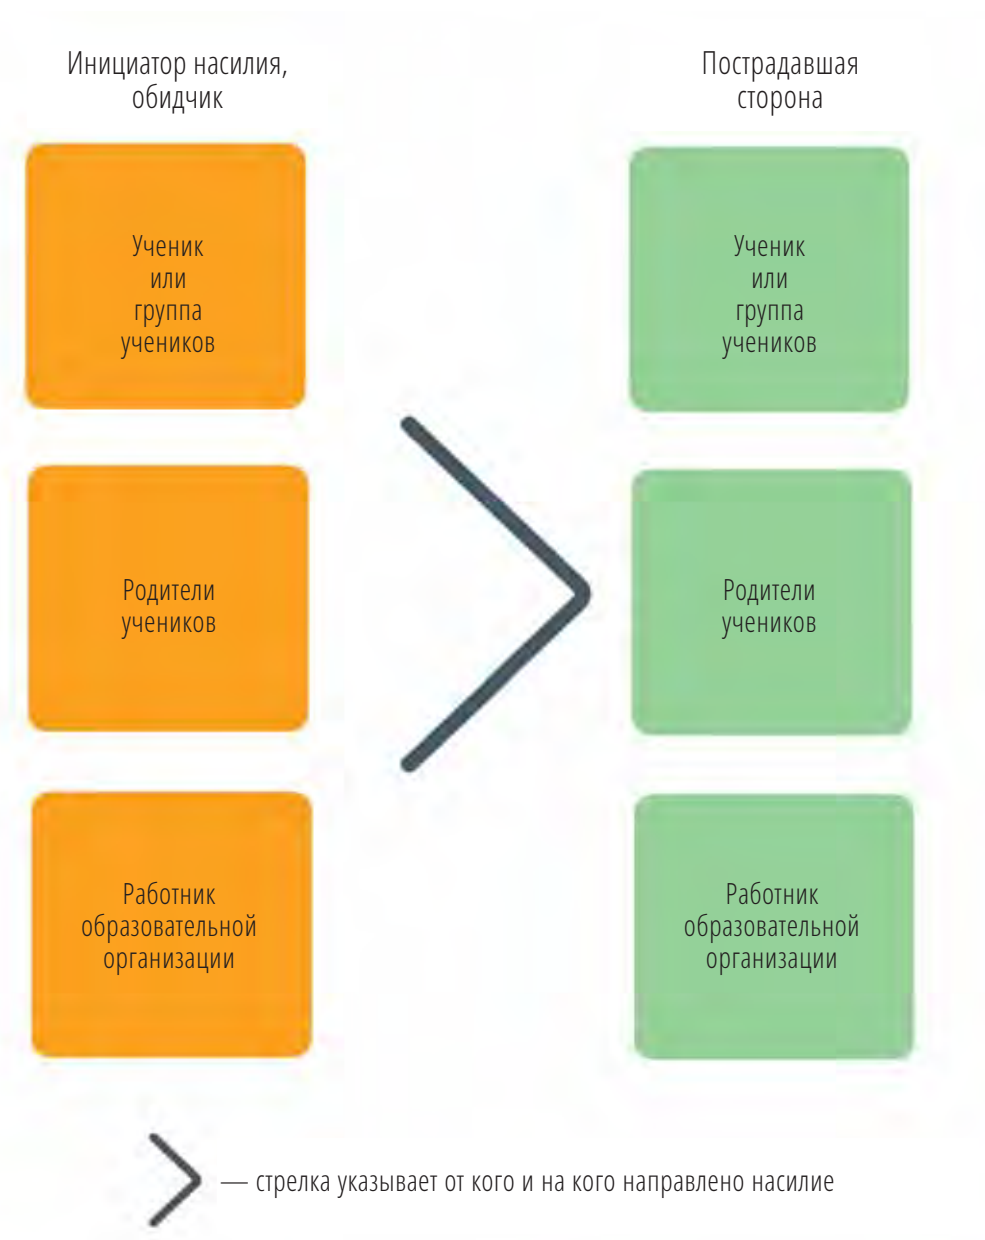 Инициатор насилия,
обидчик
Пострадавшая
сторона
Ученик
или
группа
учеников
Ученик
или
группа
учеников
Родители
учеников
Родители
учеников
Работник
образовательной
организации
Работник
образовательной
организации
— стрелка указывает от кого и на кого направлено насилие